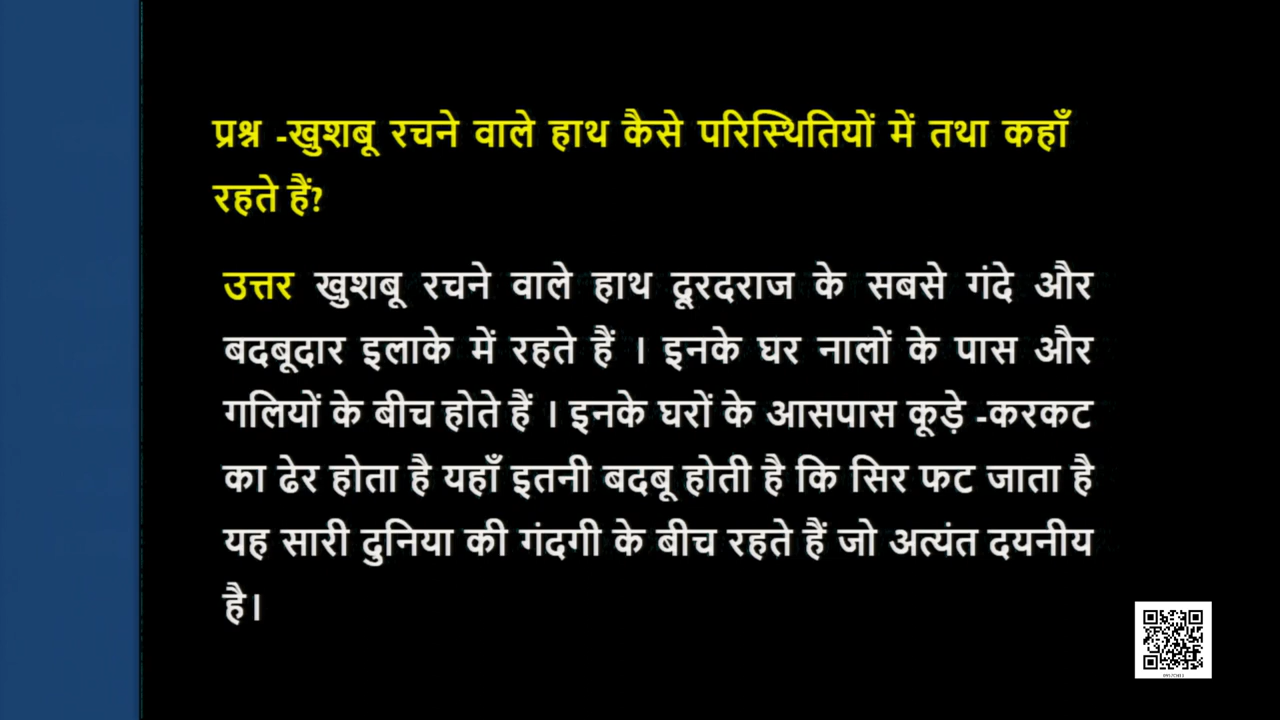 प्रश्न -खुशबू रचने वाले हाथ कैसे परिस्थितियों में तथा कहाँ
रहते हैं?
उत्तर खुशबू रचने वाले हाथ दूरदराज के सबसे गंदे और
बदबूदार इलाके में रहते हैं । इनके घर नालों के पास और
गलियों के बीच होते हैं । इनके घरों के आसपास कूड़े -करकट
का ढेर होता है यहाँ इतनी बदबू होती है कि सिर फट जाता है
यह सारी दुनिया की गंदगी के बीच रहते हैं जो अत्यंत दयनीय
है।